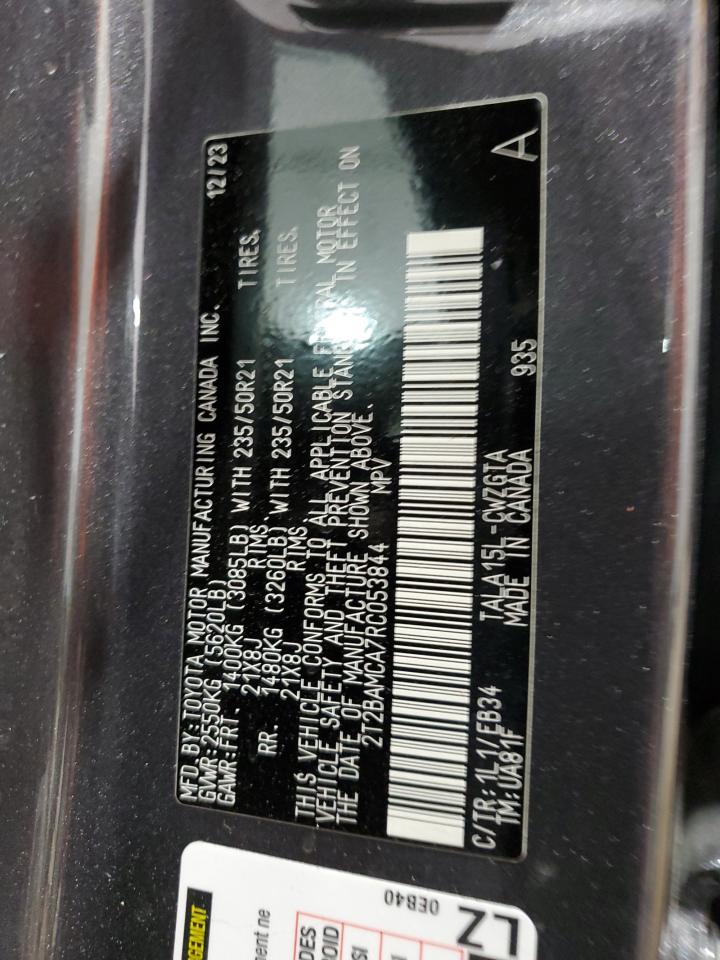 MFD. BY: TOYOTA MOTOR MANUFACTURING CANADA INC. 12/23
GVWR: 2550KG (5620LB)
GAWR: FRT. 1400KG (3085LB) WITH 235/50R21 TIRES.
21X8J RIMS
RR. 1480KG (3260LB) WITH 235/50R21 TIRES.
21X8J RIMS
THIS VEHICLE CONFORMS TO ALL APPLICABLE FEDERAL MOTOR
VEHICLE SAFETY AND THEFT PREVENTION STANDARDS IN EFFECT ON
THE DATE OF MANUFACTURE SHOWN ABOVE.
2T2BAMCA7RC053844 MPV
C/TR: 1L1/EB34 TALA15L-CWZGTA A
TM: UA81F MADE IN CANADA 935
0EB40
LZ